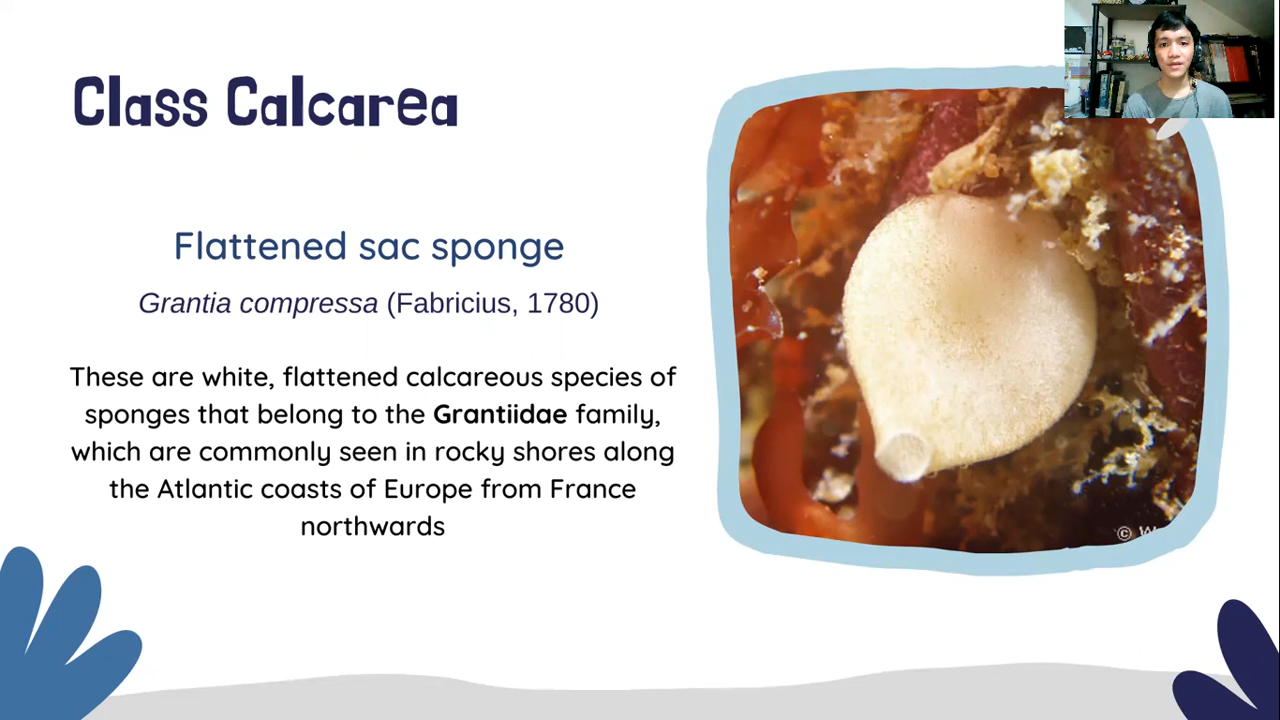 Class Calcarea
Flattened sac sponge
Grantia compressa (Fabricius, 1780)
These are white, flattened calcareous species of
sponges that belong to the Grantiidae family,
which are commonly seen in rocky shores along
the Atlantic coasts of Europe from France
northwards
©